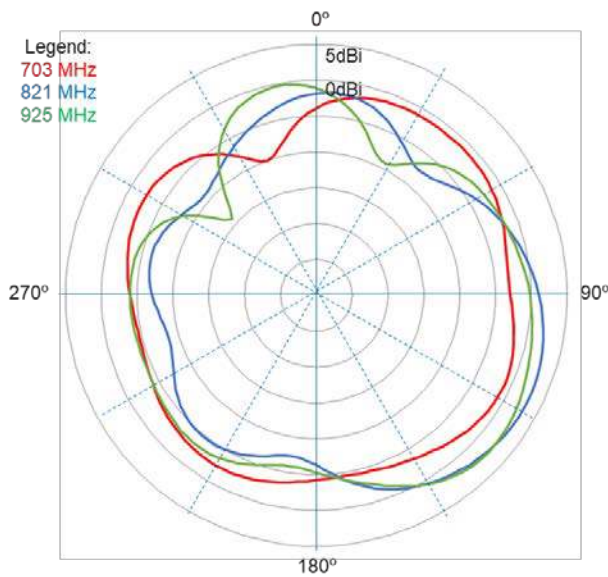 0º
Legend:
703 MHz
821 MHz
925 MHz
5dBi
0dBi
270º
90º
180º